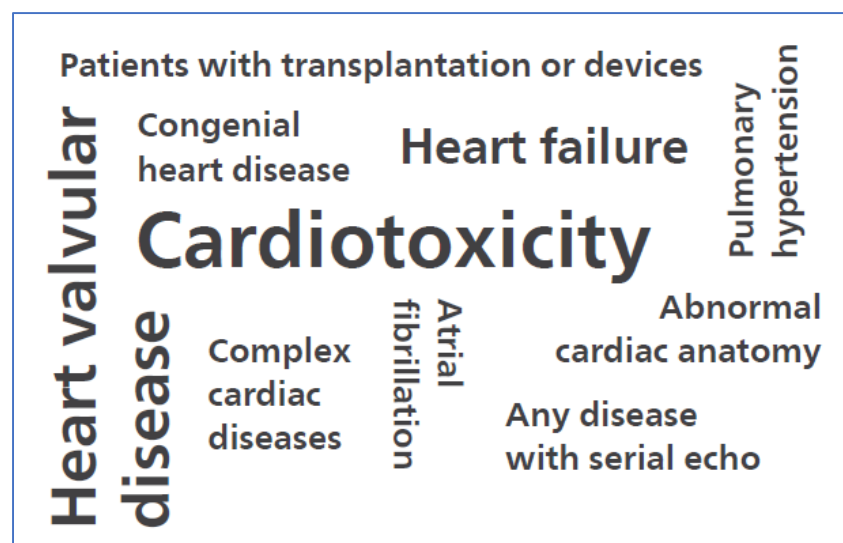 Patients with transplantation or devices
Pulmonary
hypertension
Congenial
heart disease
Heart failure
Heart valvular
disease
Cardiotoxicity
Abnormal
cardiac anatomy
Atrial
fibrillation
Complex
cardiac
diseases
Any disease
with serial echo